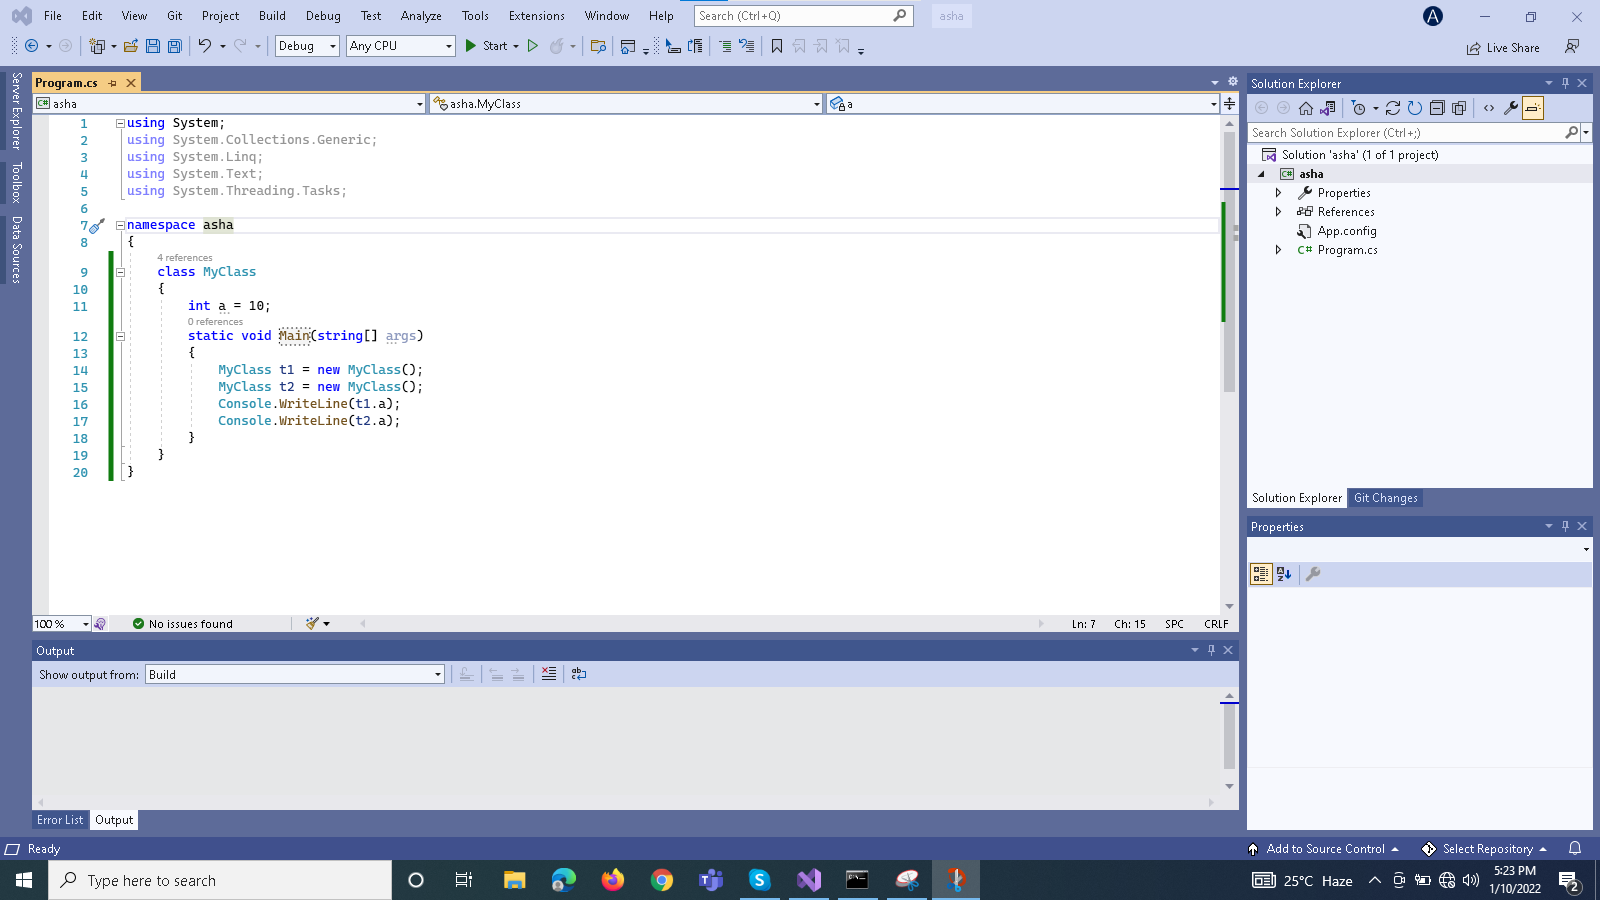 File Edit View Git Project Build Debug Test Analyze Tools Extensions Window Help Search (Ctrl+Q) asha A
Debug Any CPU Start Live Share
Server Explorer
Toolbox
Data Sources
Program.cs
C# asha asha.MyClass a
1 using System;
2 using System.Collections.Generic;
3 using System.Linq;
4 using System.Text;
5 using System.Threading.Tasks;
6
7 namespace asha
8 {
4 references
9 class MyClass
10 {
11 int a = 10;
0 references
12 static void Main(string[] args)
13 {
14 MyClass t1 = new MyClass();
15 MyClass t2 = new MyClass();
16 Console.WriteLine(t1.a);
17 Console.WriteLine(t2.a);
18 }
19 }
20 }
100 % No issues found Ln: 7 Ch: 15 SPC CRLF
Output
Show output from: Build
Error List Output
Solution Explorer
Search Solution Explorer (Ctrl+;)
Solution 'asha' (1 of 1 project)
C# asha
Properties
References
App.config
C# Program.cs
Solution Explorer Git Changes
Properties
Ready Add to Source Control Select Repository
Type here to search
25°C Haze
5:23 PM
1/10/2022
2